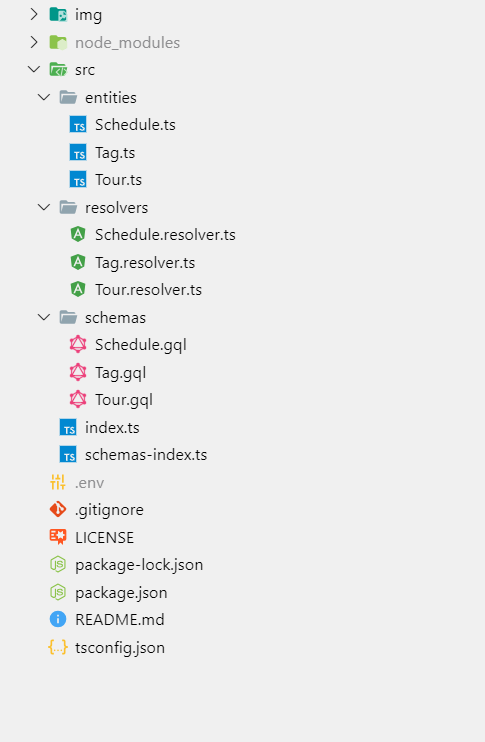 img
node_modules
src
entities
TS Schedule.ts
TS Tag.ts
TS Tour.ts
resolvers
Schedule.resolver.ts
Tag.resolver.ts
Tour.resolver.ts
schemas
Schedule.gql
Tag.gql
Tour.gql
TS index.ts
TS schemas-index.ts
.env
.gitignore
LICENSE
package-lock.json
package.json
README.md
tsconfig.json